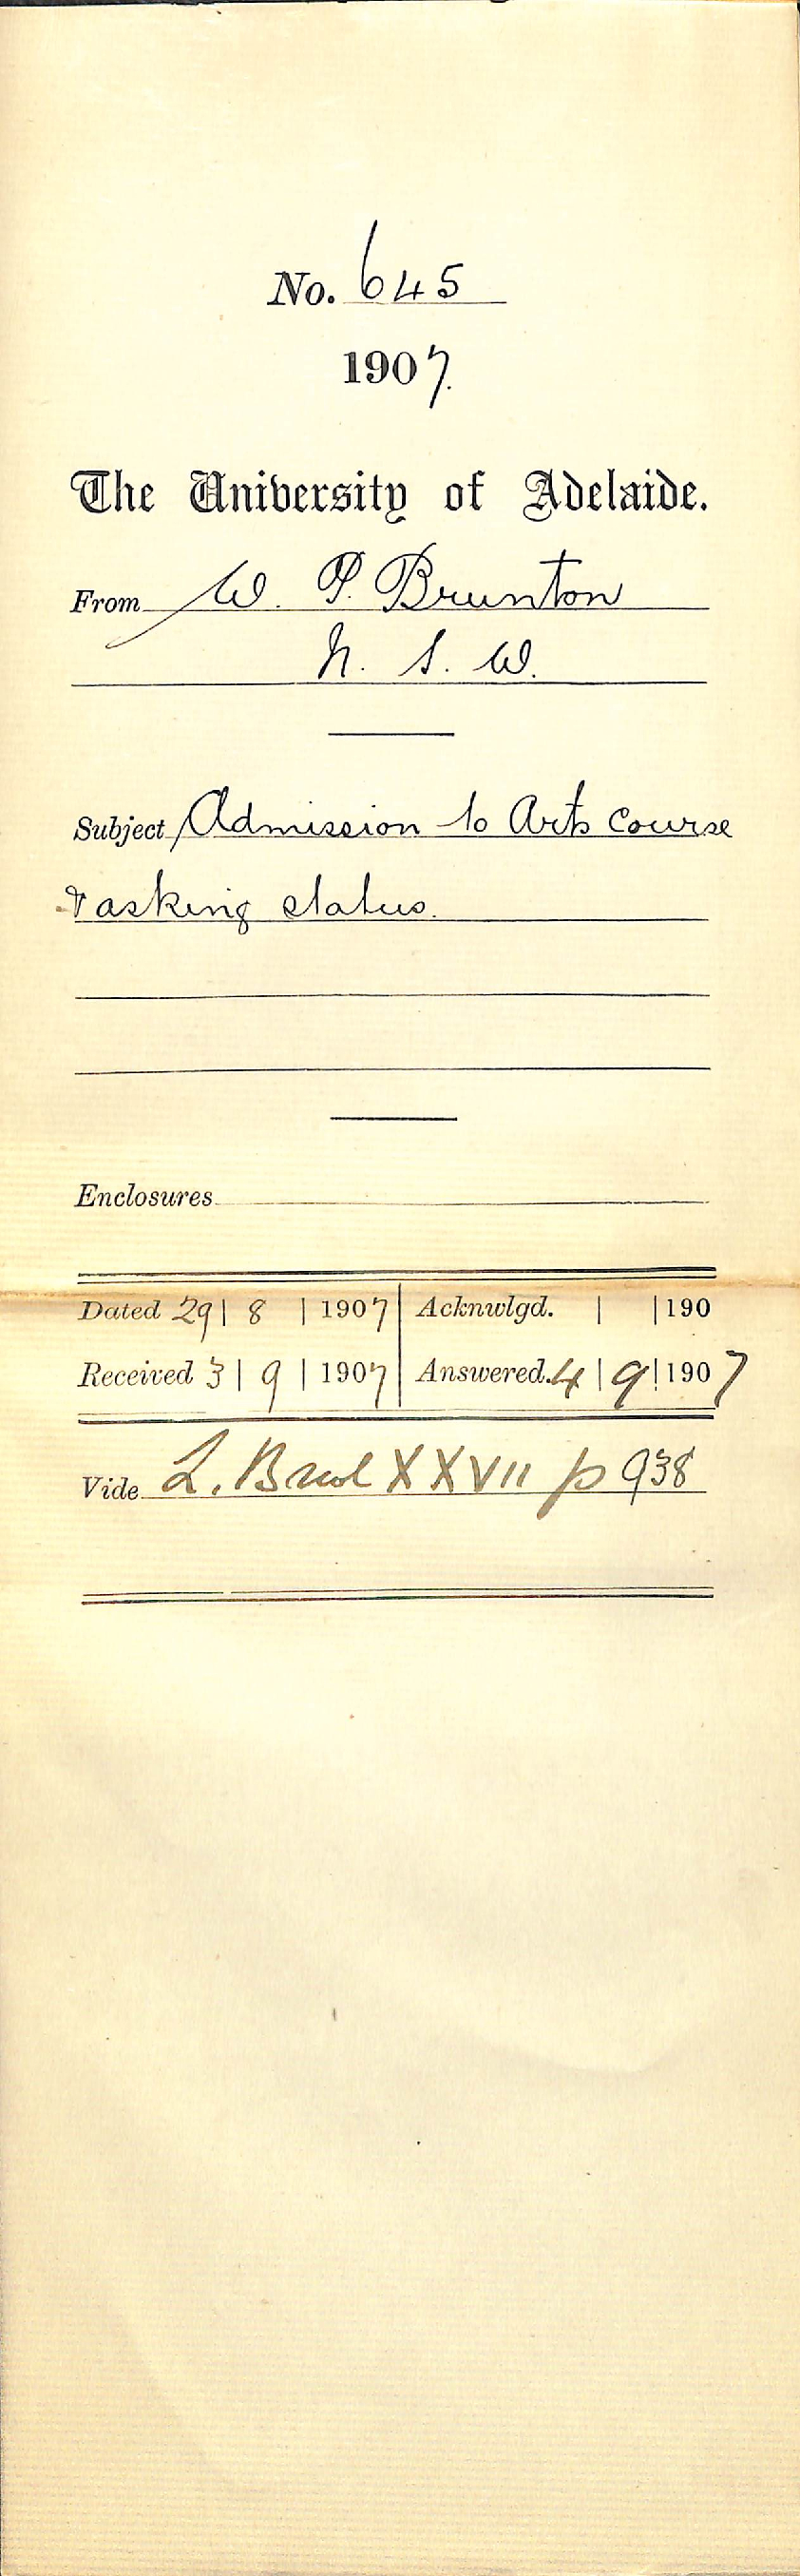 No. 645
1907.
The University of Adelaide.
From W. P. Brunton
N. S. W.
Subject Admission to Arts Course
& asking status.
Enclosures
Dated 29 | 8 | 1907 | Acknwlgd. | | 190
Received 3 | 9 | 1907 | Answered. 4 | 9 | 1907
Vide L. XXVII p 938